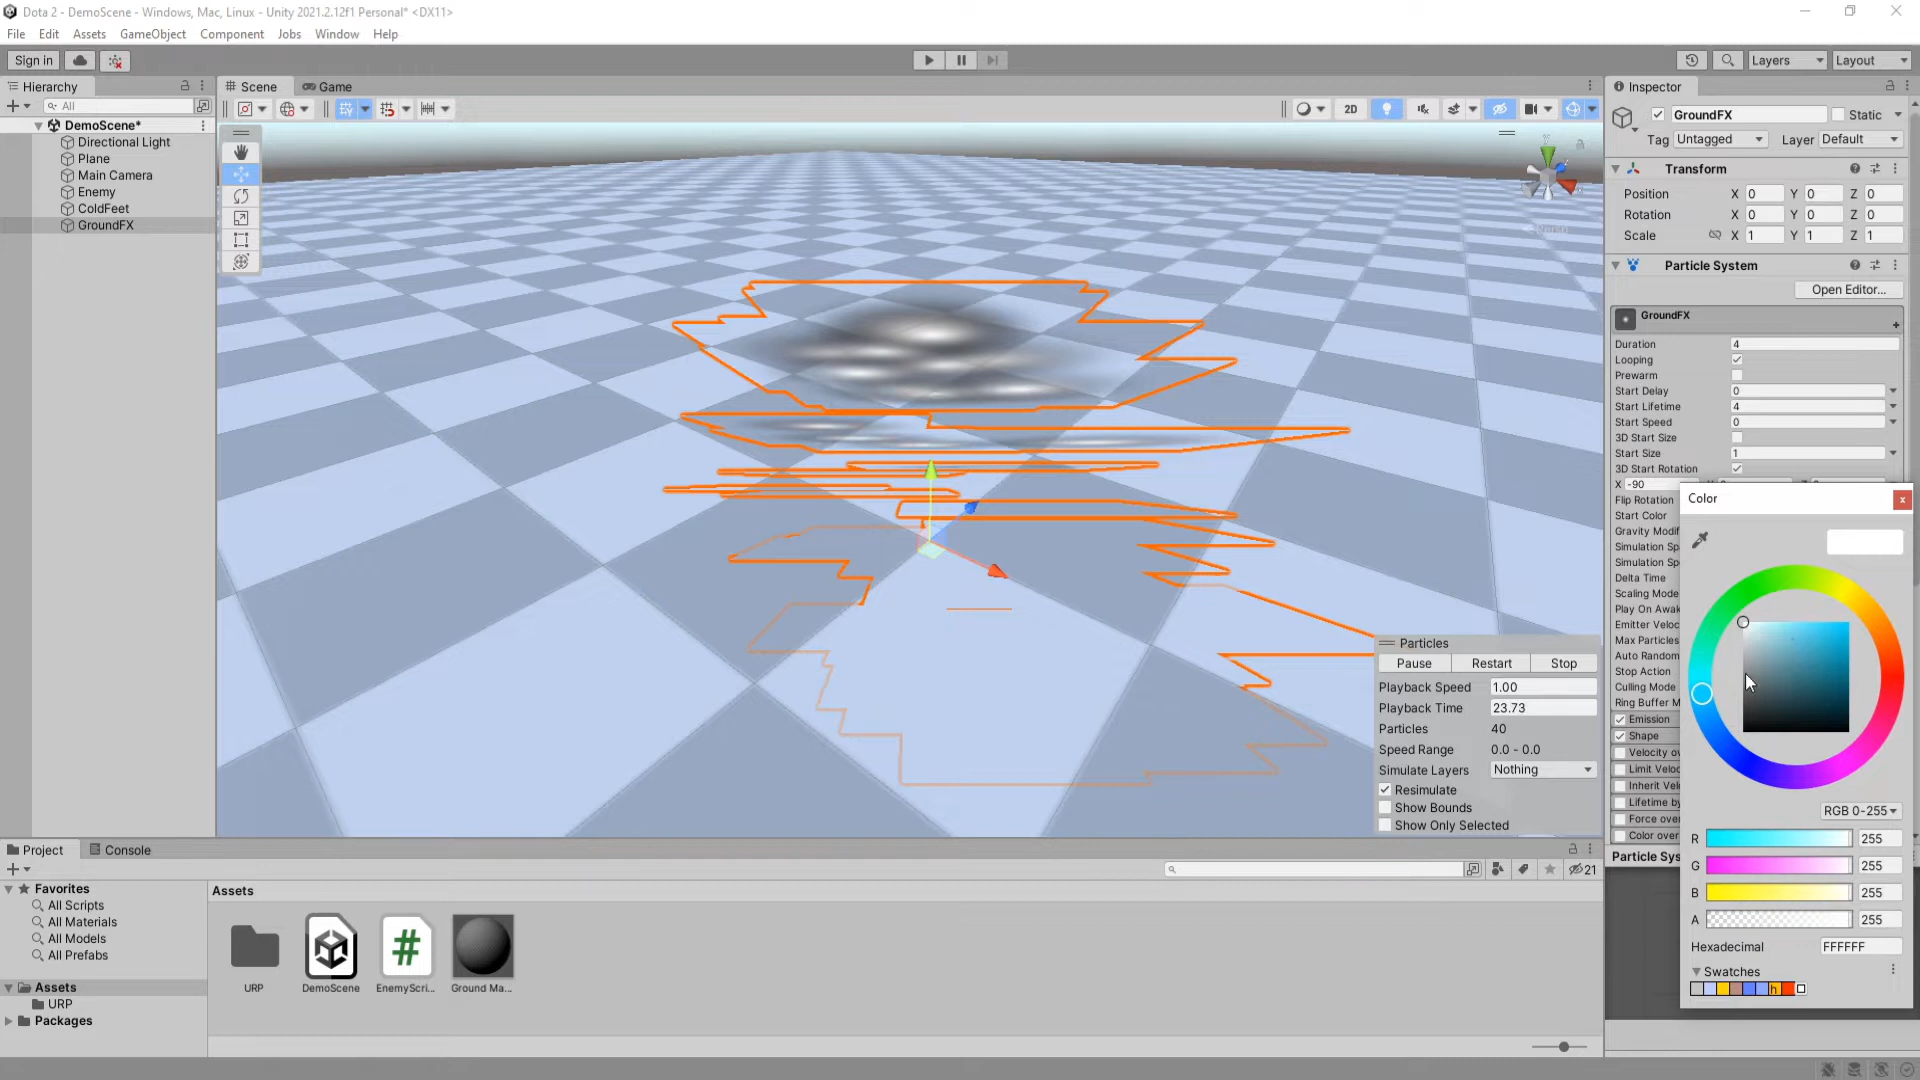 Dota 2 - DemoScene - Windows, Mac, Linux - Unity 2021.2.12f1 Personal* <DX11>
File Edit Assets GameObject Component Jobs Window Help
Sign in
Layers
Layout
Hierarchy
All
DemoScene*
Directional Light
Plane
Main Camera
Enemy
ColdFeet
GroundFX
Scene
Game
2D
Particles
Pause Restart Stop
Playback Speed 1.00
Playback Time 23.73
Particles 40
Speed Range 0.0 - 0.0
Simulate Layers Nothing
Resimulate
Show Bounds
Show Only Selected
Inspector
GroundFX
Static
Tag Untagged
Layer Default
Transform
Position X 0 Y 0 Z 0
Rotation X 0 Y 0 Z 0
Scale X 1 Y 1 Z 1
Particle System
Open Editor...
GroundFX
Duration 4
Looping
Prewarm
Start Delay 0
Start Lifetime 4
Start Speed 0
3D Start Size
Start Size 1
3D Start Rotation
X -90
Flip Rotation
Start Color
Gravity Modif
Simulation Sp
Simulation Sp
Delta Time
Scaling Mode
Play On Awak
Emitter Veloc
Max Particles
Auto Random
Stop Action
Culling Mode
Ring Buffer M
Emission
Shape
Velocity ov
Limit Veloc
Inherit Vel
Lifetime by
Force over
Color over
Particle Sys
Color
RGB 0-255
R 255
G 255
B 255
A 255
Hexadecimal FFFFFF
Swatches
Project
Console
21
Favorites
All Scripts
All Materials
All Models
All Prefabs
Assets
URP
Packages
Assets
URP
DemoScene
EnemyScri...
Ground Ma...